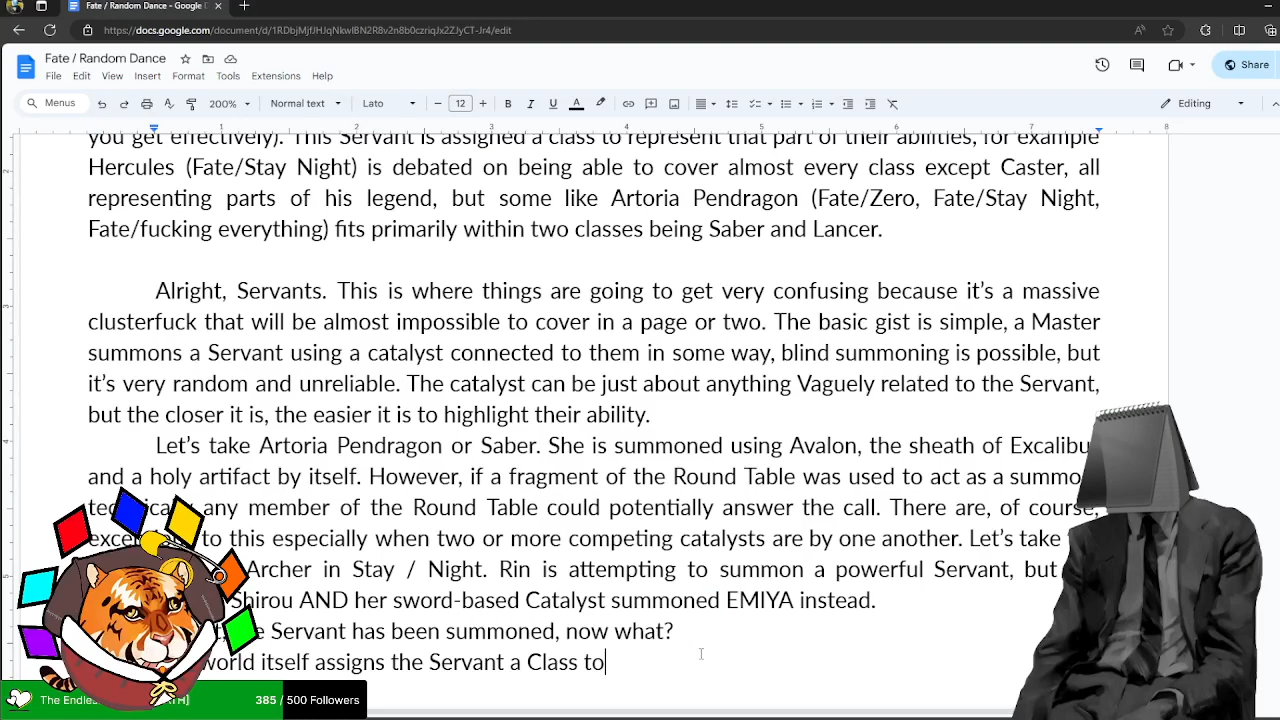 Fate / Random Dance - Google D
https://docs.google.com/document/d/1RDbjMjfJHJqNkwIBN2R8v2n8b0czriqJx2ZJyCT-Jr4/edit
Fate / Random Dance
File Edit View Insert Format Tools Extensions Help
Share
Menus 200% Normal text Lato 12 Editing
1 2 3 4 5 6 7 8
you get effectively). This Servant is assigned a class to represent that part of their abilities, for example
Hercules (Fate/Stay Night) is debated on being able to cover almost every class except Caster, all
representing parts of his legend, but some like Artoria Pendragon (Fate/Zero, Fate/Stay Night,
Fate/fucking everything) fits primarily within two classes being Saber and Lancer.
Alright, Servants. This is where things are going to get very confusing because it's a massive
clusterfuck that will be almost impossible to cover in a page or two. The basic gist is simple, a Master
summons a Servant using a catalyst connected to them in some way, blind summoning is possible, but
it's very random and unreliable. The catalyst can be just about anything Vaguely related to the Servant,
but the closer it is, the easier it is to highlight their ability.
Let's take Artoria Pendragon or Saber. She is summoned using Avalon, the sheath of Excalibu
and a holy artifact by itself. However, if a fragment of the Round Table was used to act as a summo
any member of the Round Table could potentially answer the call. There are, of course,
to this especially when two or more competing catalysts are by one another. Let's take
Archer in Stay / Night. Rin is attempting to summon a powerful Servant, but
Shirou AND her sword-based Catalyst summoned EMIYA instead.
Servant has been summoned, now what?
world itself assigns the Servant a Class to
The Endles 385 / 500 Followers